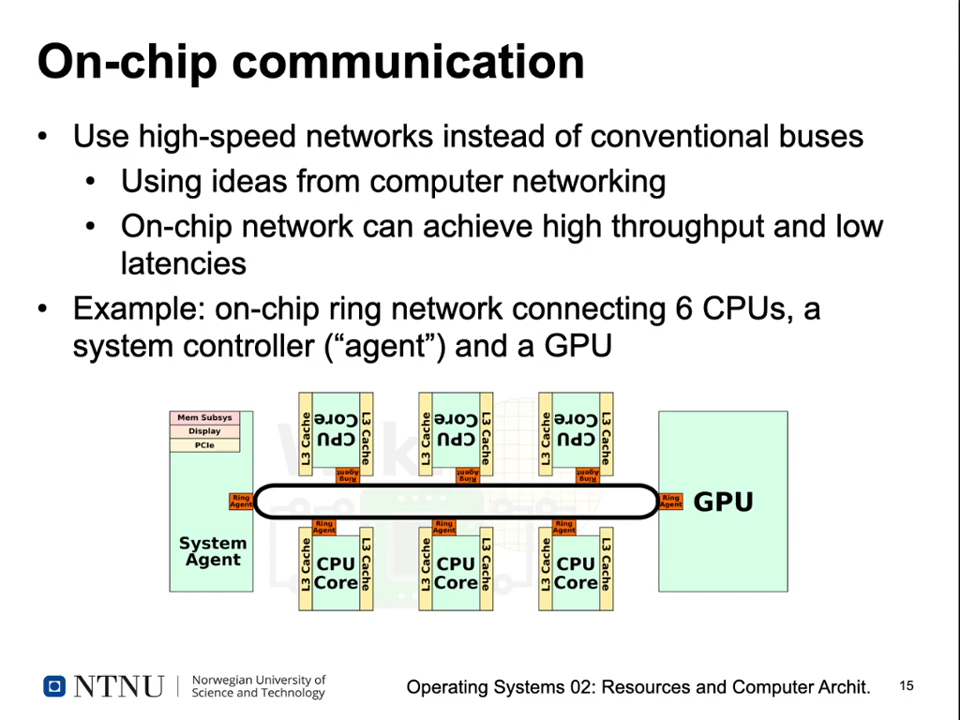 On-chip communication
• Use high-speed networks instead of conventional buses
• Using ideas from computer networking
• On-chip network can achieve high throughput and low
latencies
• Example: on-chip ring network connecting 6 CPUs, a
system controller (“agent”) and a GPU
Mem Subsys
Display
PCIe
System
Agent
Ring
Agent
L3 Cache
CPU
Core
L3 Cache
Ring
Agent
L3 Cache
CPU
Core
L3 Cache
Ring
Agent
L3 Cache
CPU
Core
L3 Cache
Ring
Agent
Ring
Agent
L3 Cache
CPU
Core
L3 Cache
Ring
Agent
L3 Cache
CPU
Core
L3 Cache
Ring
Agent
L3 Cache
CPU
Core
L3 Cache
Ring
Agent
GPU
NTNU
Norwegian University of
Science and Technology
Operating Systems 02: Resources and Computer Archit.
15